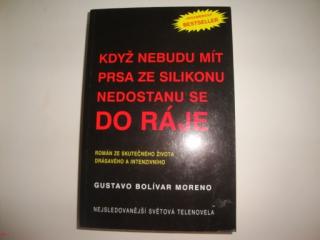 BESTSELLER
KDYŽ NEBUDU MÍT
PRSA ZE SILIKONU
NEDOSTANU SE
DO RÁJE
ROMÁN ZE SKUTEČNÉHO ŽIVOTA
DRÁSAVÉHO A INTENZIVNÍHO
GUSTAVO BOLÍVAR MORENO
NEJSLEDOVANĚJŠÍ SVĚTOVÁ TELENOVELA